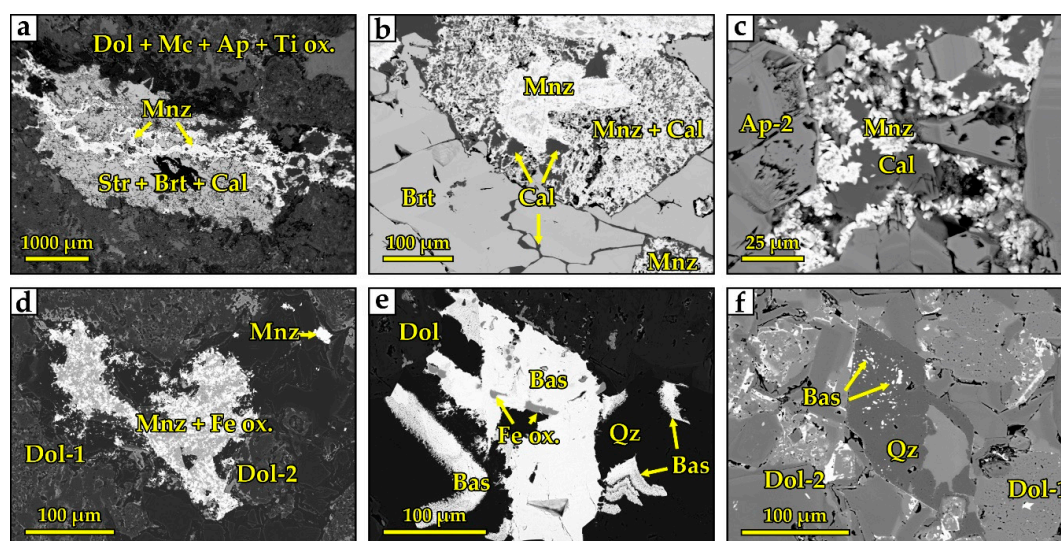 a
Dol + Mc + Ap + Ti ox.
Mnz
Str + Brt + Cal
1000 µm
b
Mnz
Mnz + Cal
Cal
Brt
100 µm
Mnz
c
Ap-2
Mnz
Cal
25 µm
d
Mnz
Mnz + Fe ox.
Dol-1
Dol-2
100 µm
e
Dol
Bas
Fe ox.
Qz
Bas
Bas
100 µm
f
Bas
Qz
Dol-2
Dol-1
100 µm